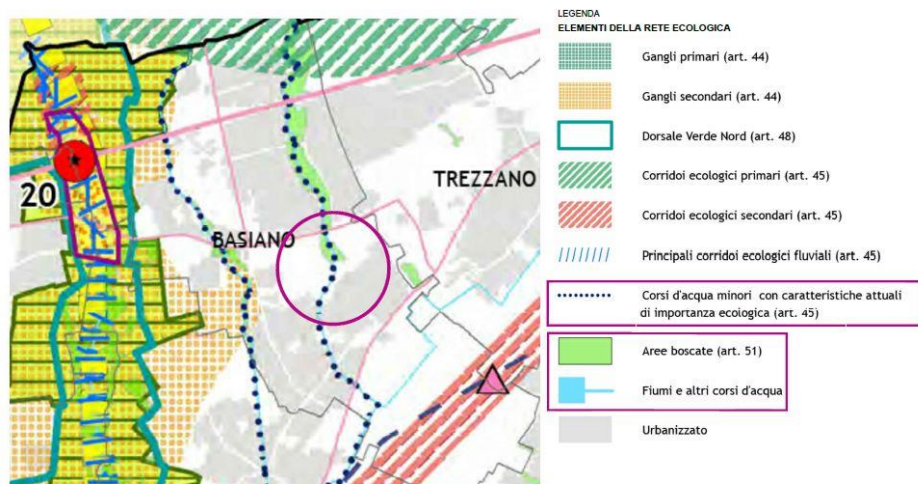 20
BASIANO
TREZZANO
LEGENDA
ELEMENTI DELLA RETE ECOLOGICA
Gangli primari (art. 44)
Gangli secondari (art. 44)
Dorsale Verde Nord (art. 48)
Corridoi ecologici primari (art. 45)
Corridoi ecologici secondari (art. 45)
Principali corridoi ecologici fluviali (art. 45)
Corsi d'acqua minori con caratteristiche attuali
di importanza ecologica (art. 45)
Aree boscate (art. 51)
Fiumi e altri corsi d'acqua
Urbanizzato